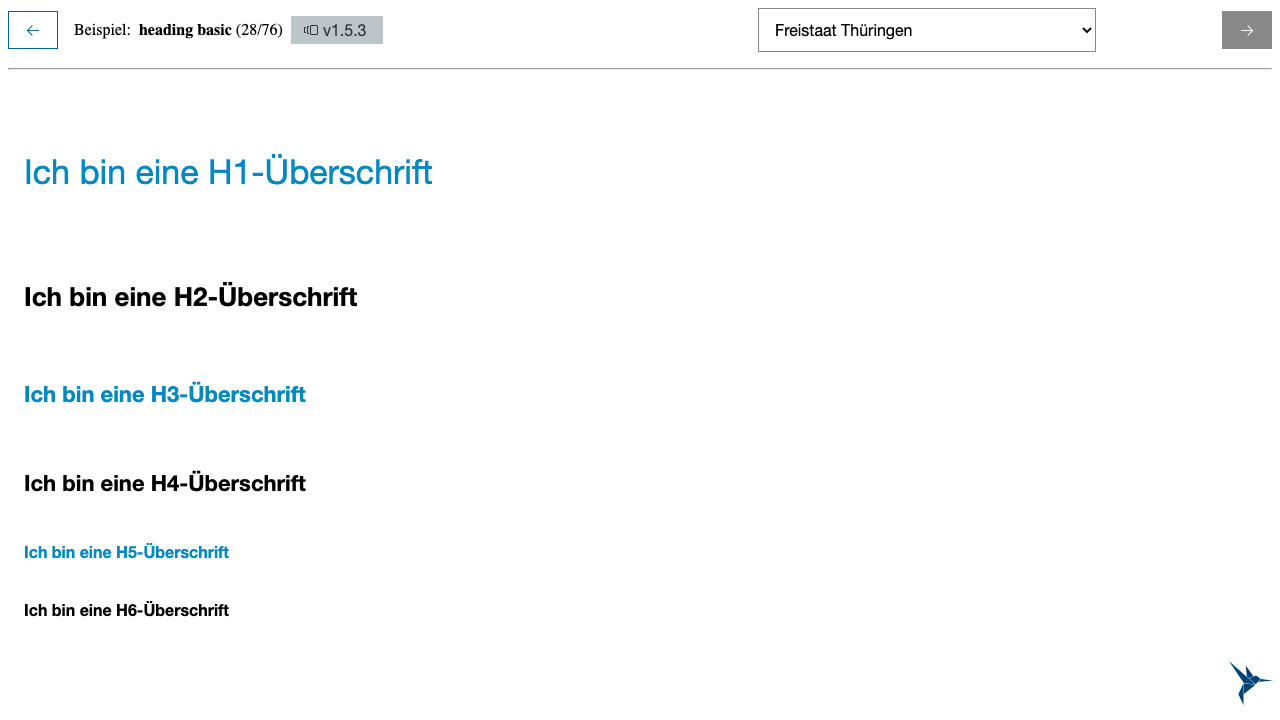 ← Beispiel: heading basic (28/76) v1.5.3 Freistaat Thüringen →
Ich bin eine H1-Überschrift
Ich bin eine H2-Überschrift
Ich bin eine H3-Überschrift
Ich bin eine H4-Überschrift
Ich bin eine H5-Überschrift
Ich bin eine H6-Überschrift